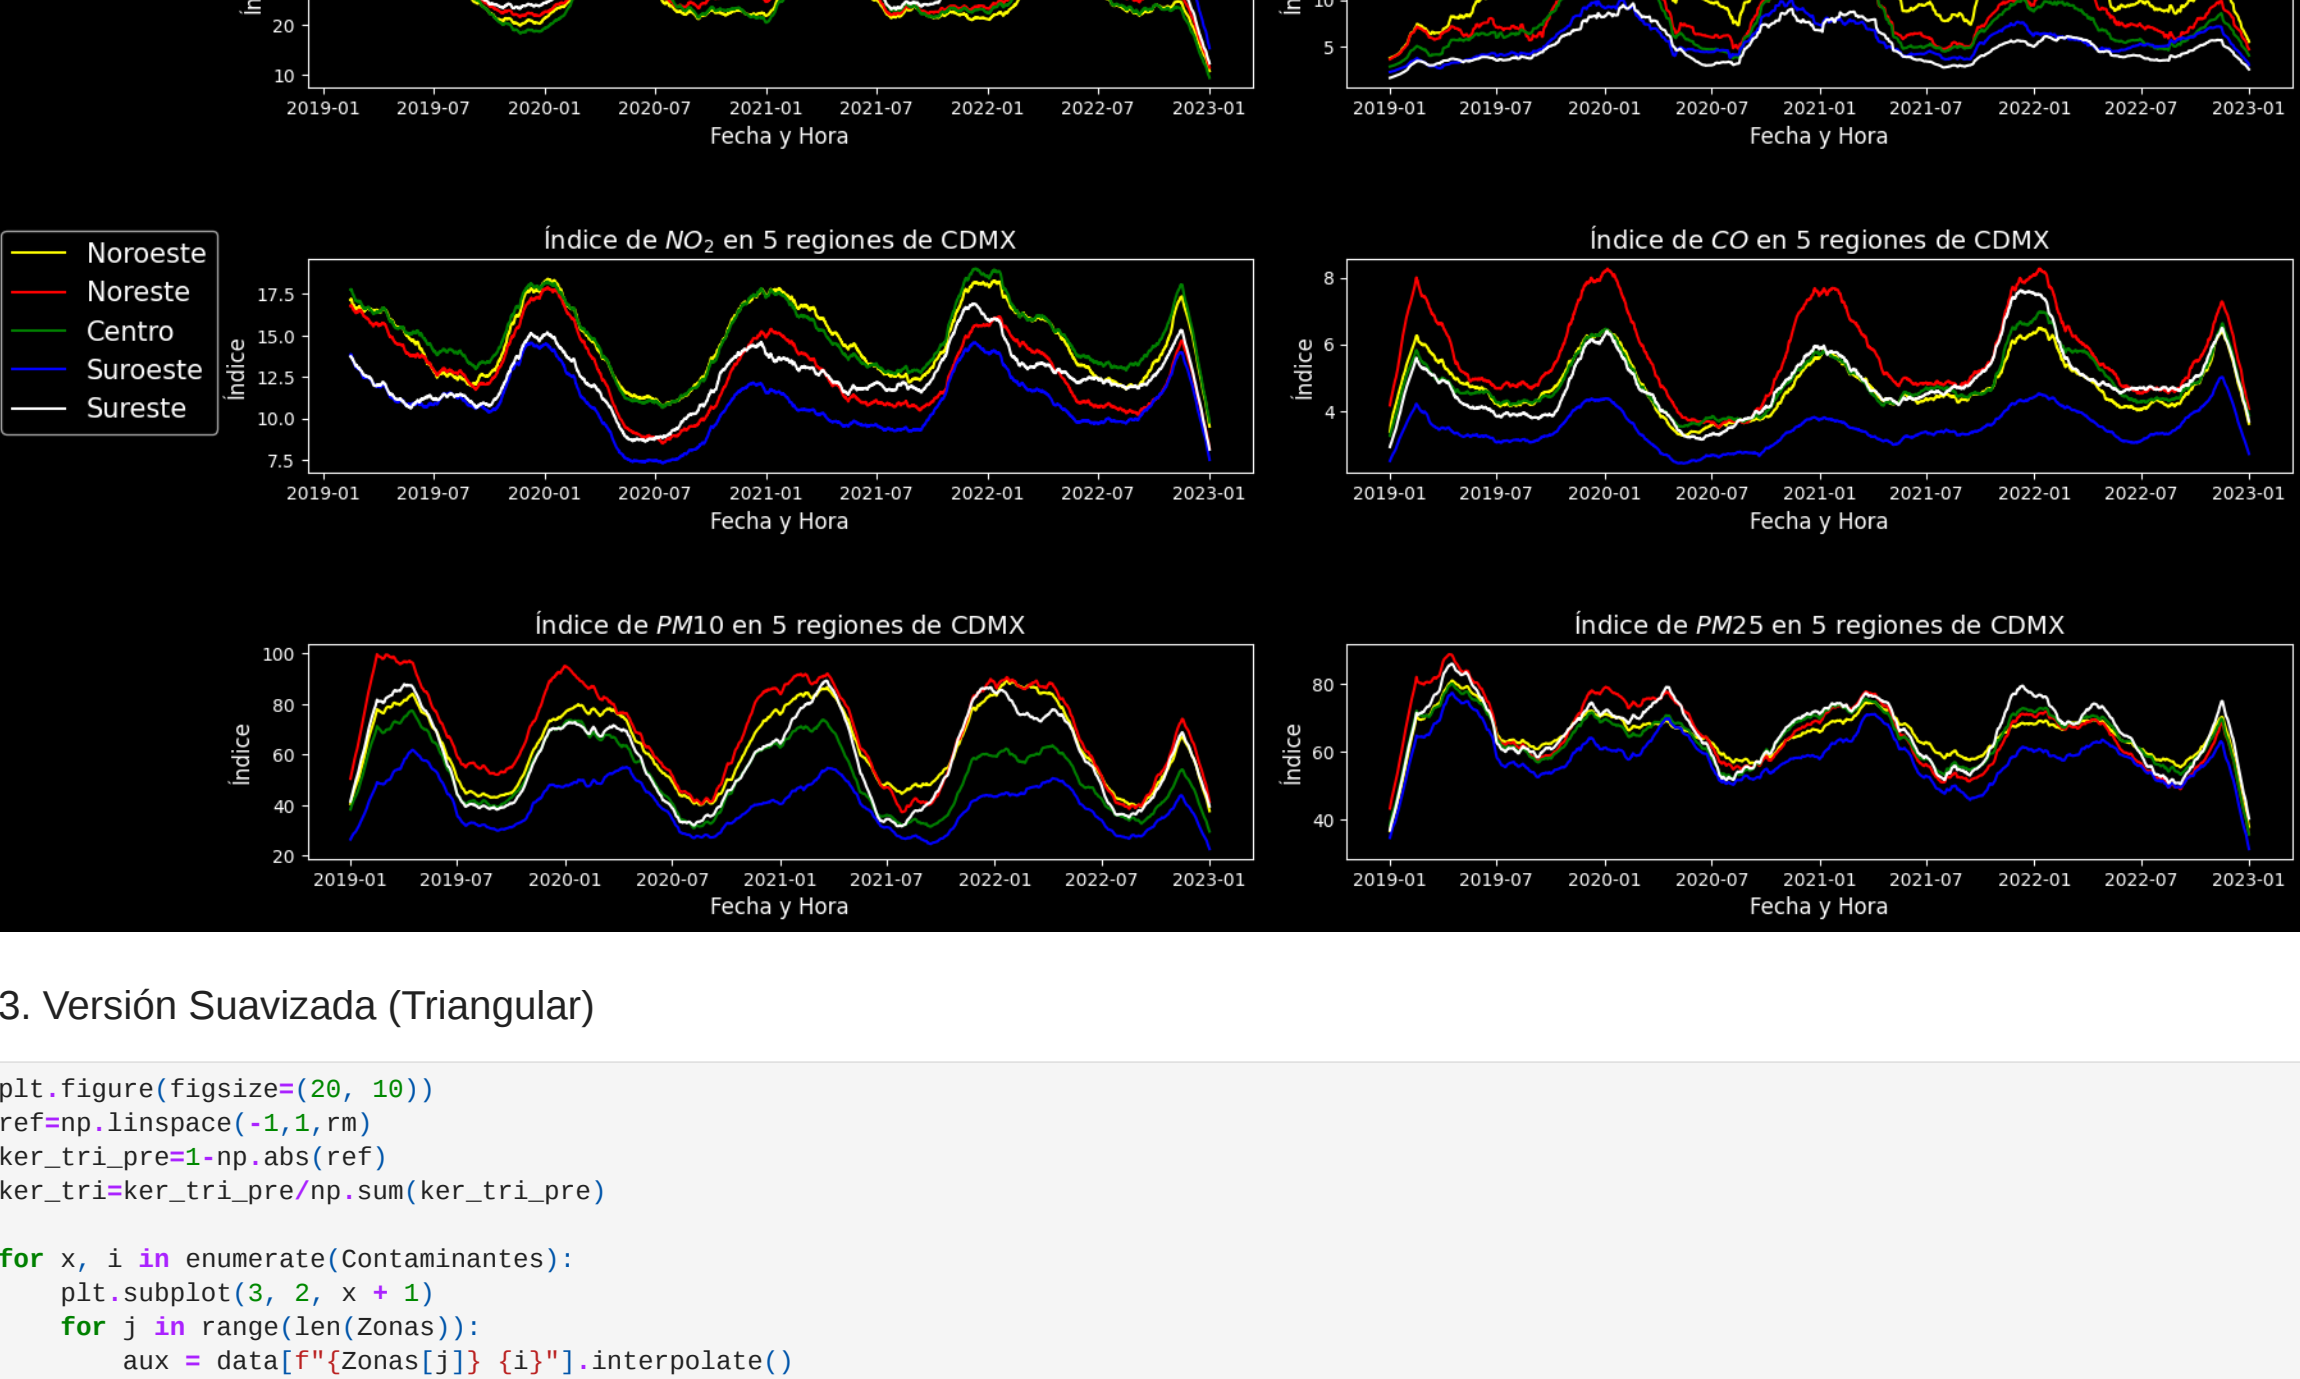 20
10
2019-01 2019-07 2020-01 2020-07 2021-01 2021-07 2022-01 2022-07 2023-01
Fecha y Hora
10
5
2019-01 2019-07 2020-01 2020-07 2021-01 2021-07 2022-01 2022-07 2023-01
Fecha y Hora
Noroeste
Noreste
Centro
Suroeste
Sureste
Índice de NO₂ en 5 regiones de CDMX
Índice
17.5
15.0
12.5
10.0
7.5
2019-01 2019-07 2020-01 2020-07 2021-01 2021-07 2022-01 2022-07 2023-01
Fecha y Hora
Índice de CO en 5 regiones de CDMX
Índice
8
6
4
2019-01 2019-07 2020-01 2020-07 2021-01 2021-07 2022-01 2022-07 2023-01
Fecha y Hora
Índice de PM10 en 5 regiones de CDMX
Índice
100
80
60
40
20
2019-01 2019-07 2020-01 2020-07 2021-01 2021-07 2022-01 2022-07 2023-01
Fecha y Hora
Índice de PM25 en 5 regiones de CDMX
Índice
80
60
40
2019-01 2019-07 2020-01 2020-07 2021-01 2021-07 2022-01 2022-07 2023-01
Fecha y Hora
3. Versión Suavizada (Triangular)
plt.figure(figsize=(20, 10))
ref=np.linspace(-1,1,rm)
ker_tri_pre=1-np.abs(ref)
ker_tri=ker_tri_pre/np.sum(ker_tri_pre)
for x, i in enumerate(Contaminantes):
    plt.subplot(3, 2, x + 1)
    for j in range(len(Zonas)):
        aux = data[f"{Zonas[j]} {i}"].interpolate()